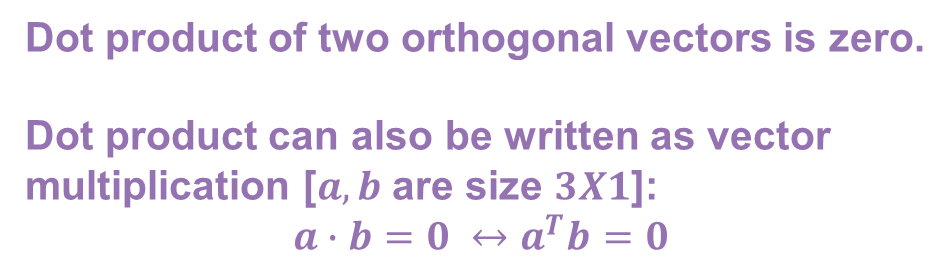 Dot product of two orthogonal vectors is zero.
Dot product can also be written as vector
multiplication [a, b are size 3X1]:
a · b = 0 ↔ aᵀb = 0